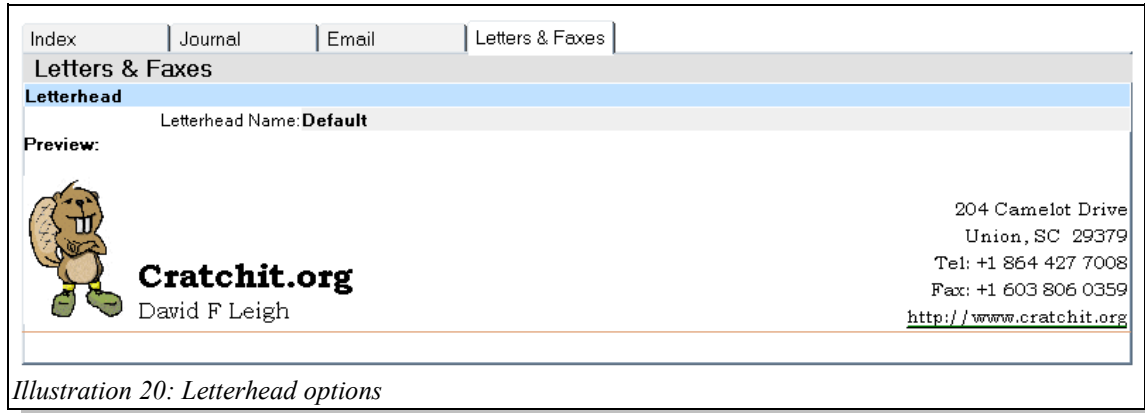 Index Journal Email Letters & Faxes
Letters & Faxes
Letterhead
Letterhead Name: Default
Preview:
204 Camelot Drive
Union, SC 29379
Tel: +1 864 427 7008
Cratchit.org
Fax: +1 603 806 0359
David F Leigh
http://www.cratchit.org
Illustration 20: Letterhead options